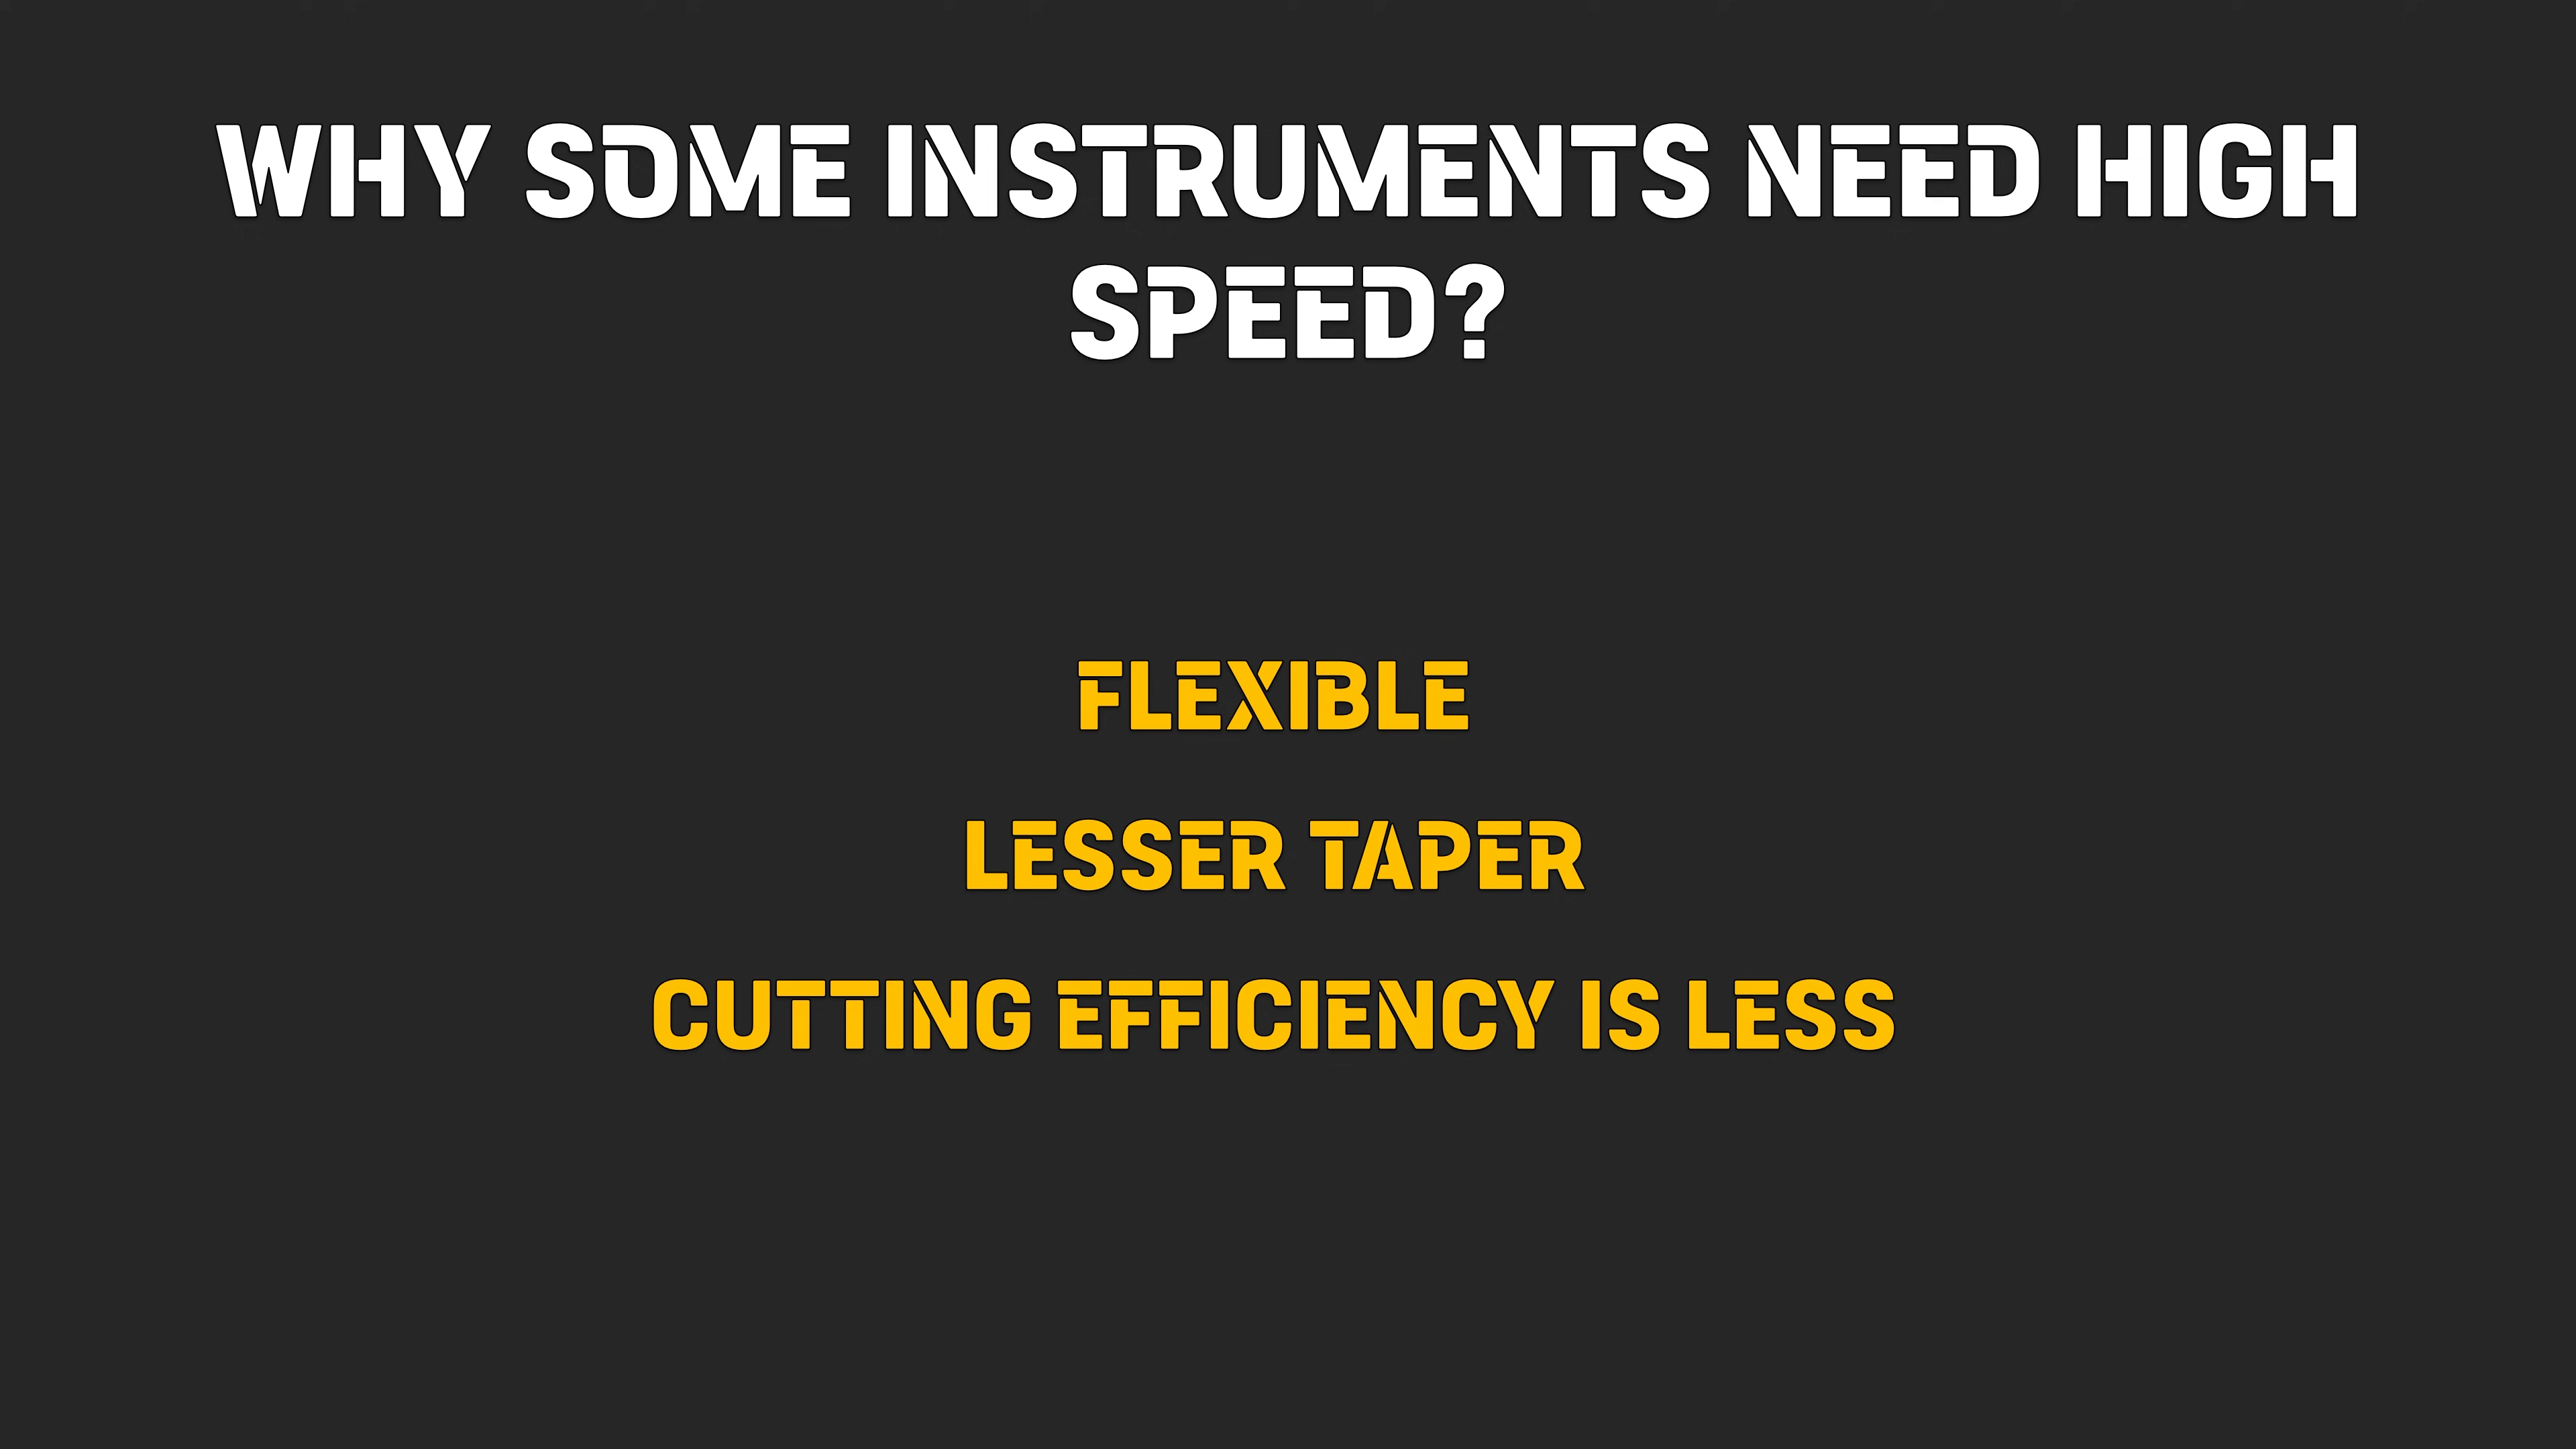 WHY SOME INSTRUMENTS NEED HIGH
SPEED?
FLEXIBLE
LESSER TAPER
CUTTING EFFICIENCY IS LESS